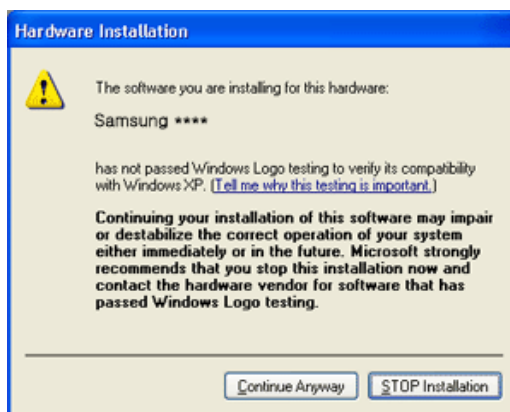 Hardware Installation
The software you are installing for this hardware:
Samsung ****
has not passed Windows Logo testing to verify its compatibility
with Windows XP. (Tell me why this testing is important.)
Continuing your installation of this software may impair
or destabilize the correct operation of your system
either immediately or in the future. Microsoft strongly
recommends that you stop this installation now and
contact the hardware vendor for software that has
passed Windows Logo testing.
Continue Anyway STOP Installation